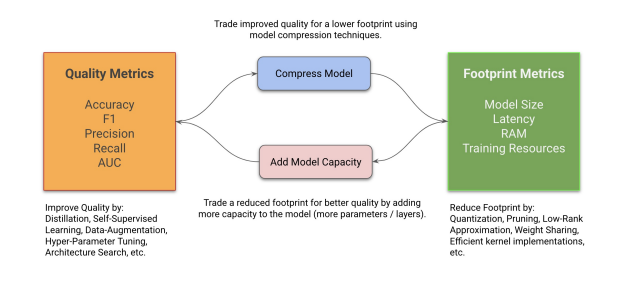 Trade improved quality for a lower footprint using
model compression techniques.
Quality Metrics
Accuracy
F1
Precision
Recall
AUC
Compress Model
Footprint Metrics
Model Size
Latency
RAM
Training Resources
Add Model Capacity
Trade a reduced footprint for better quality by adding
more capacity to the model (more parameters / layers).
Improve Quality by:
Distillation, Self-Supervised
Learning, Data-Augmentation,
Hyper-Parameter Tuning,
Architecture Search, etc.
Reduce Footprint by:
Quantization, Pruning, Low-Rank
Approximation, Weight Sharing,
Efficient kernel implementations,
etc.